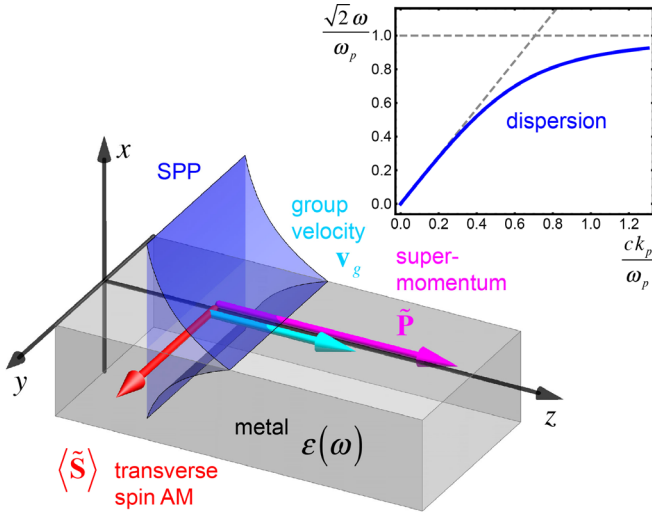 √2 ω
ω_p
1.0
0.8
0.6
0.4
0.2
0.0
dispersion
0.0 0.2 0.4 0.6 0.8 1.0 1.2
ck_p
ω_p
x
SPP
group
velocity
v_g
super-
momentum
P̃
y
z
metal
ε(ω)
⟨S̃⟩ transverse
spin AM